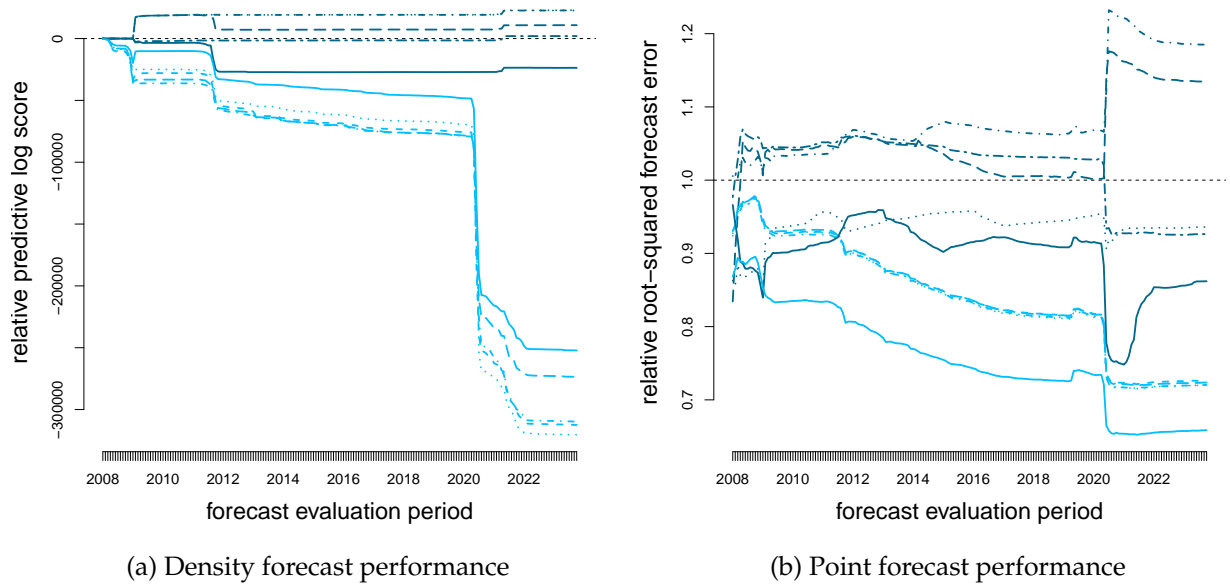 relative predictive log score
0
−50000
−100000
−200000
−300000
2008 2010 2012 2014 2016 2018 2020 2022
forecast evaluation period
(a) Density forecast performance
relative root−squared forecast error
1.2
1.1
1.0
0.9
0.8
0.7
2008 2010 2012 2014 2016 2018 2020 2022
forecast evaluation period
(b) Point forecast performance